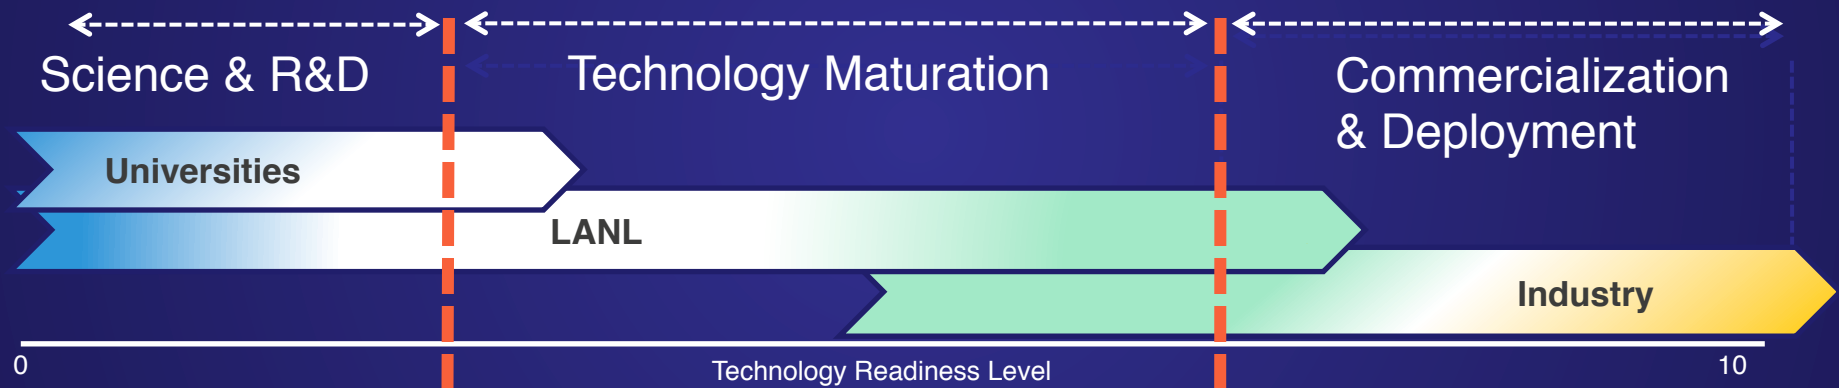 Science & R&D
Technology Maturation
Commercialization
& Deployment
Universities
LANL
Industry
0
Technology Readiness Level
10